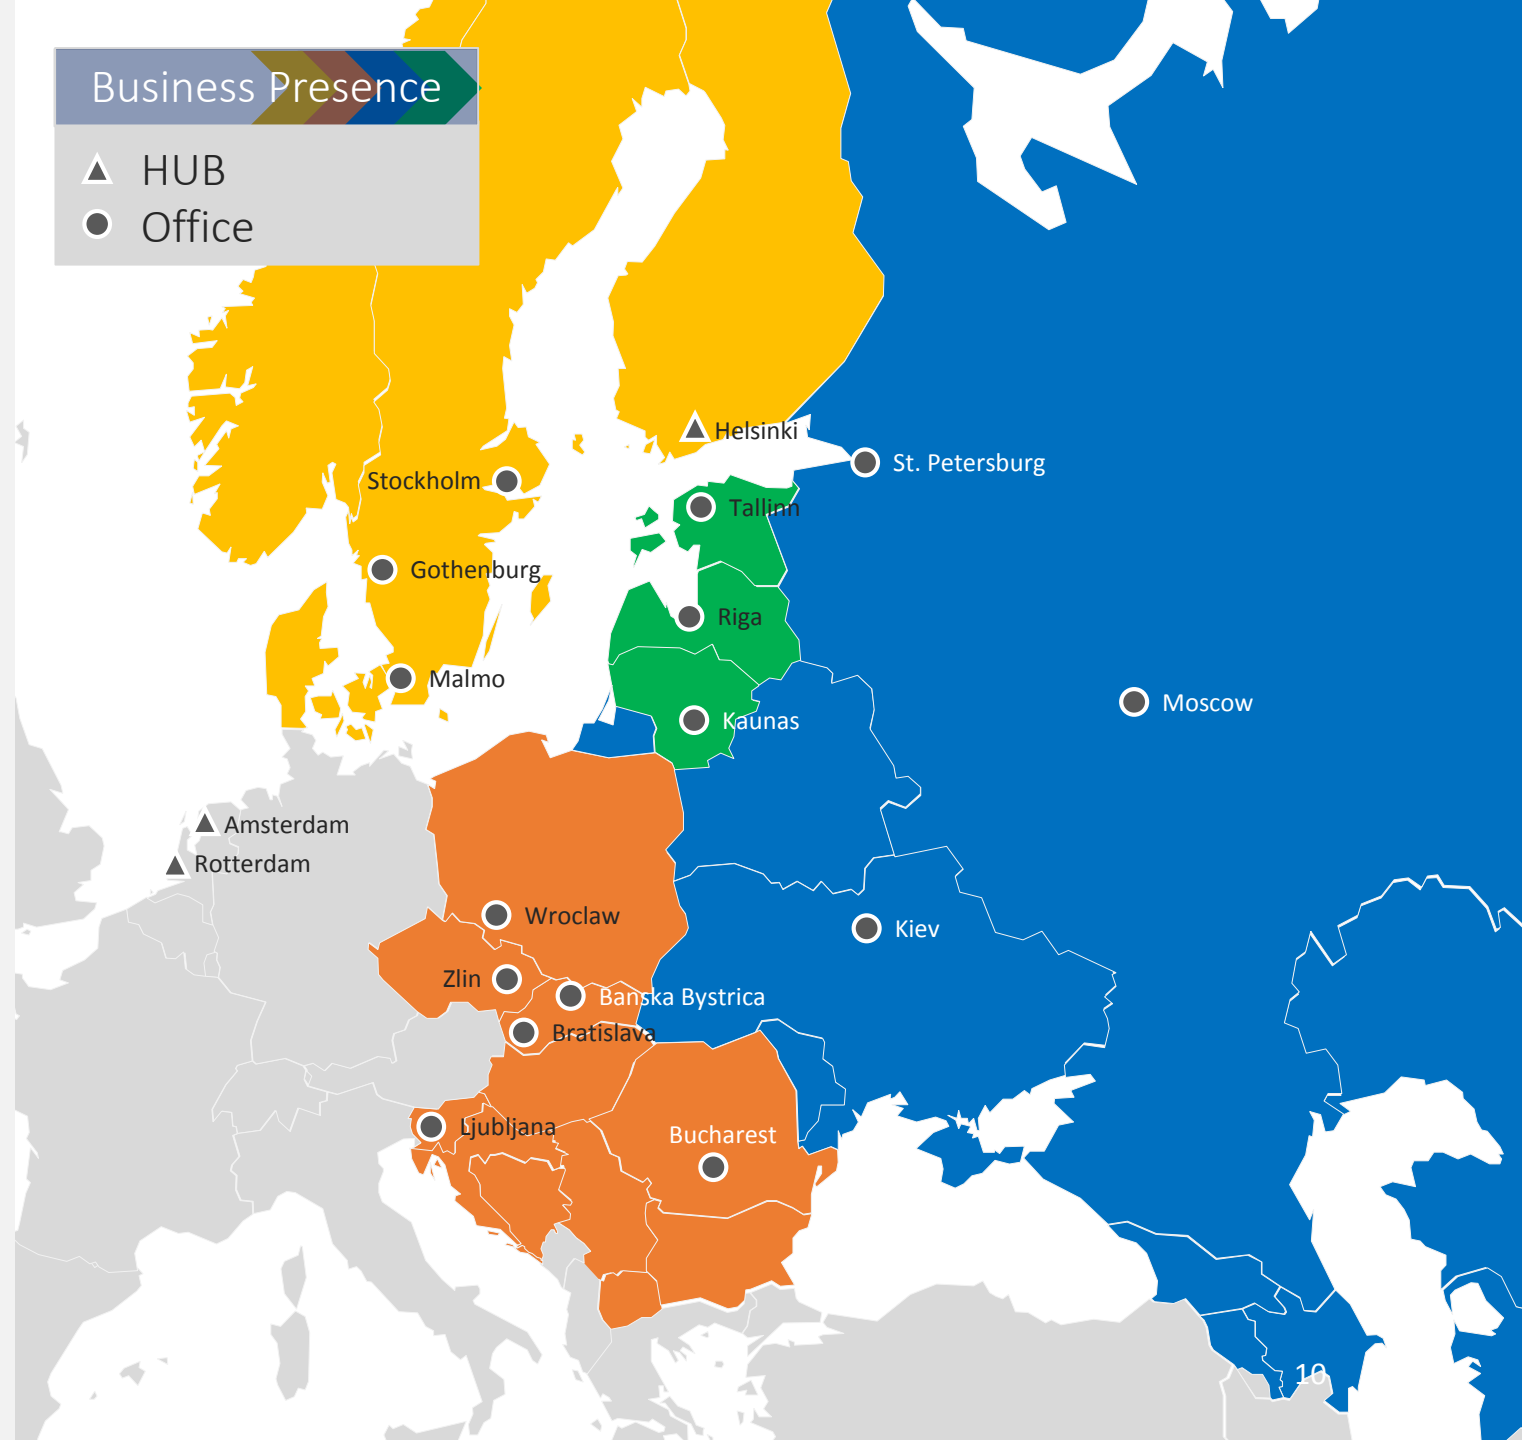 Business Presence
HUB
Office
Helsinki
St. Petersburg
Stockholm
Tallinn
Gothenburg
Riga
Malmo
Moscow
Kaunas
Amsterdam
Rotterdam
Wroclaw
Kiev
Zlin
Banska Bystrica
Bratislava
Ljubljana
Bucharest
10